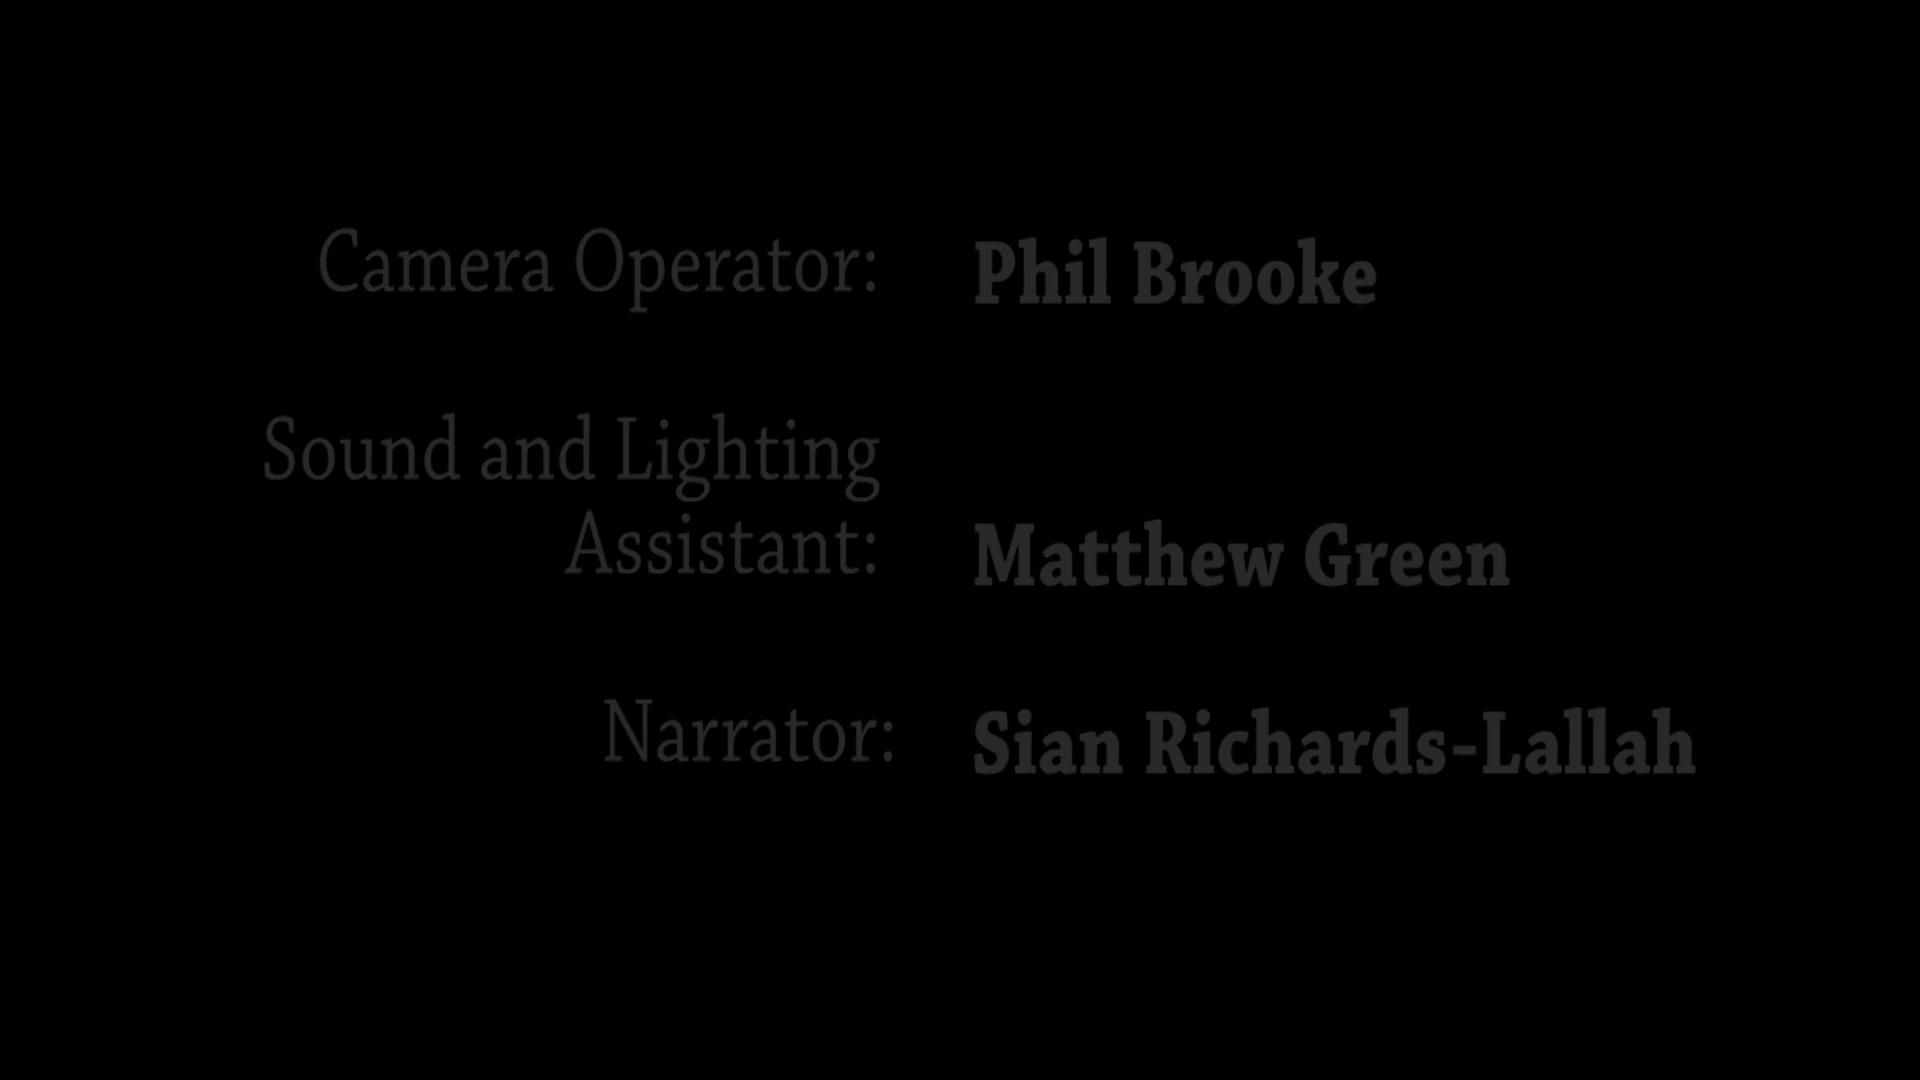 Camera Operator: Phil Brooke
Sound and Lighting
Assistant: Matthew Green
Narrator: Sian Richards-Lallah